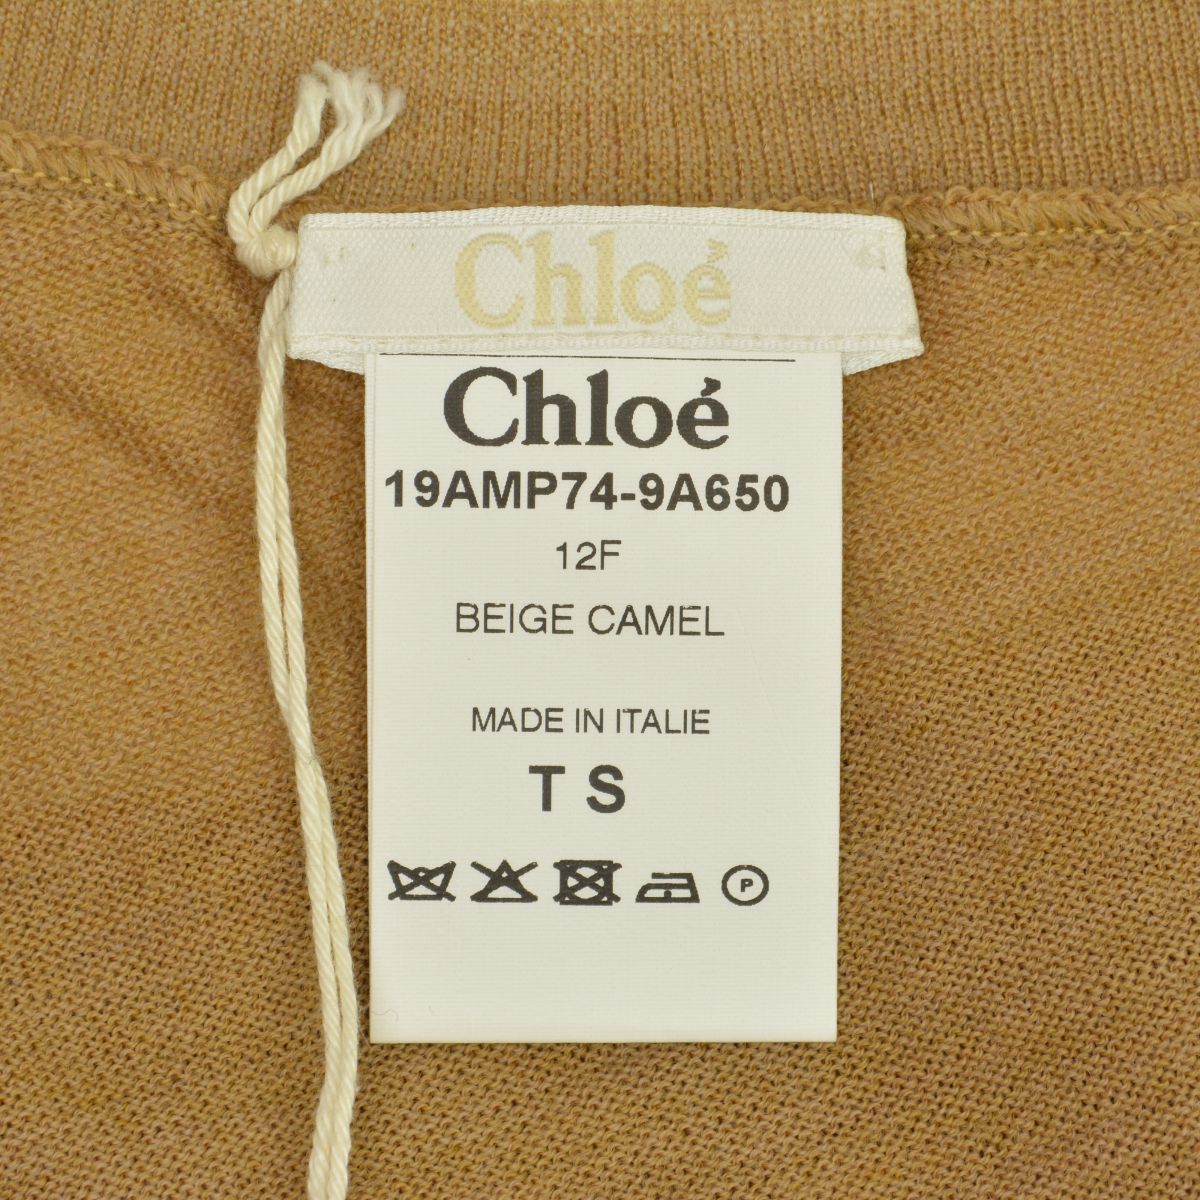 Chloé
Chloé
19AMP74-9A650
12F
BEIGE CAMEL
MADE IN ITALIE
T S
P